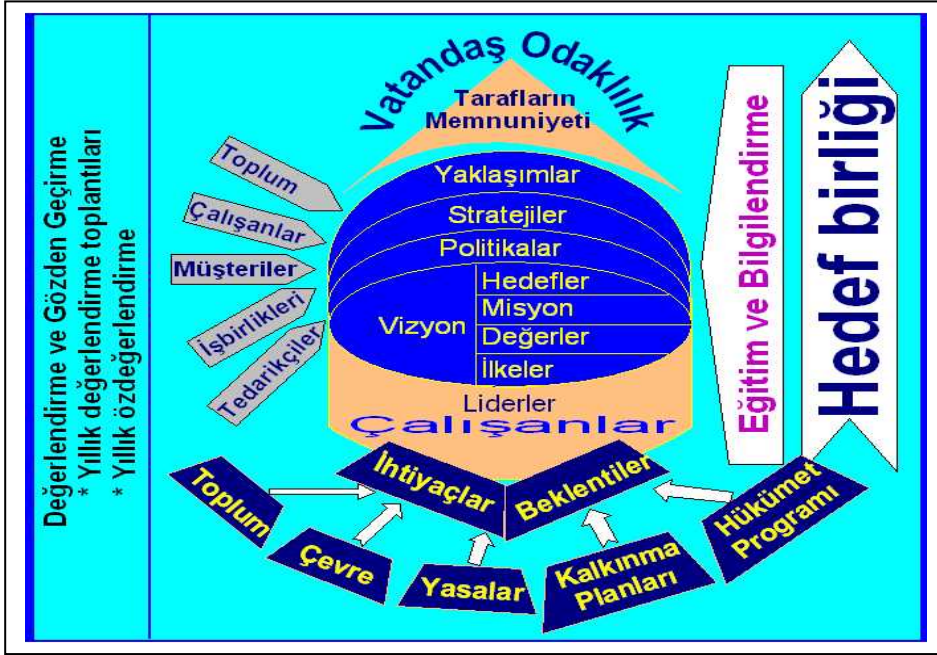 Değerlendirme ve Gözden Geçirme
* Yıllık değerlendirme toplantıları
* Yıllık özdeğerlendirme
Vatandaş Odaklılık
Tarafların
Memnuniyeti
Toplum
Çalışanlar
Müşteriler
İşbirlikleri
Tedarikçiler
Yaklaşımlar
Stratejiler
Politikalar
Vizyon
Hedefler
Misyon
Değerler
İlkeler
Liderler
Çalışanlar
İhtiyaçlar
Beklentiler
Toplum
Çevre
Yasalar
Kalkınma
Planları
Hükümet
Programı
Eğitim ve Bilgilendirme
Hedef birliği